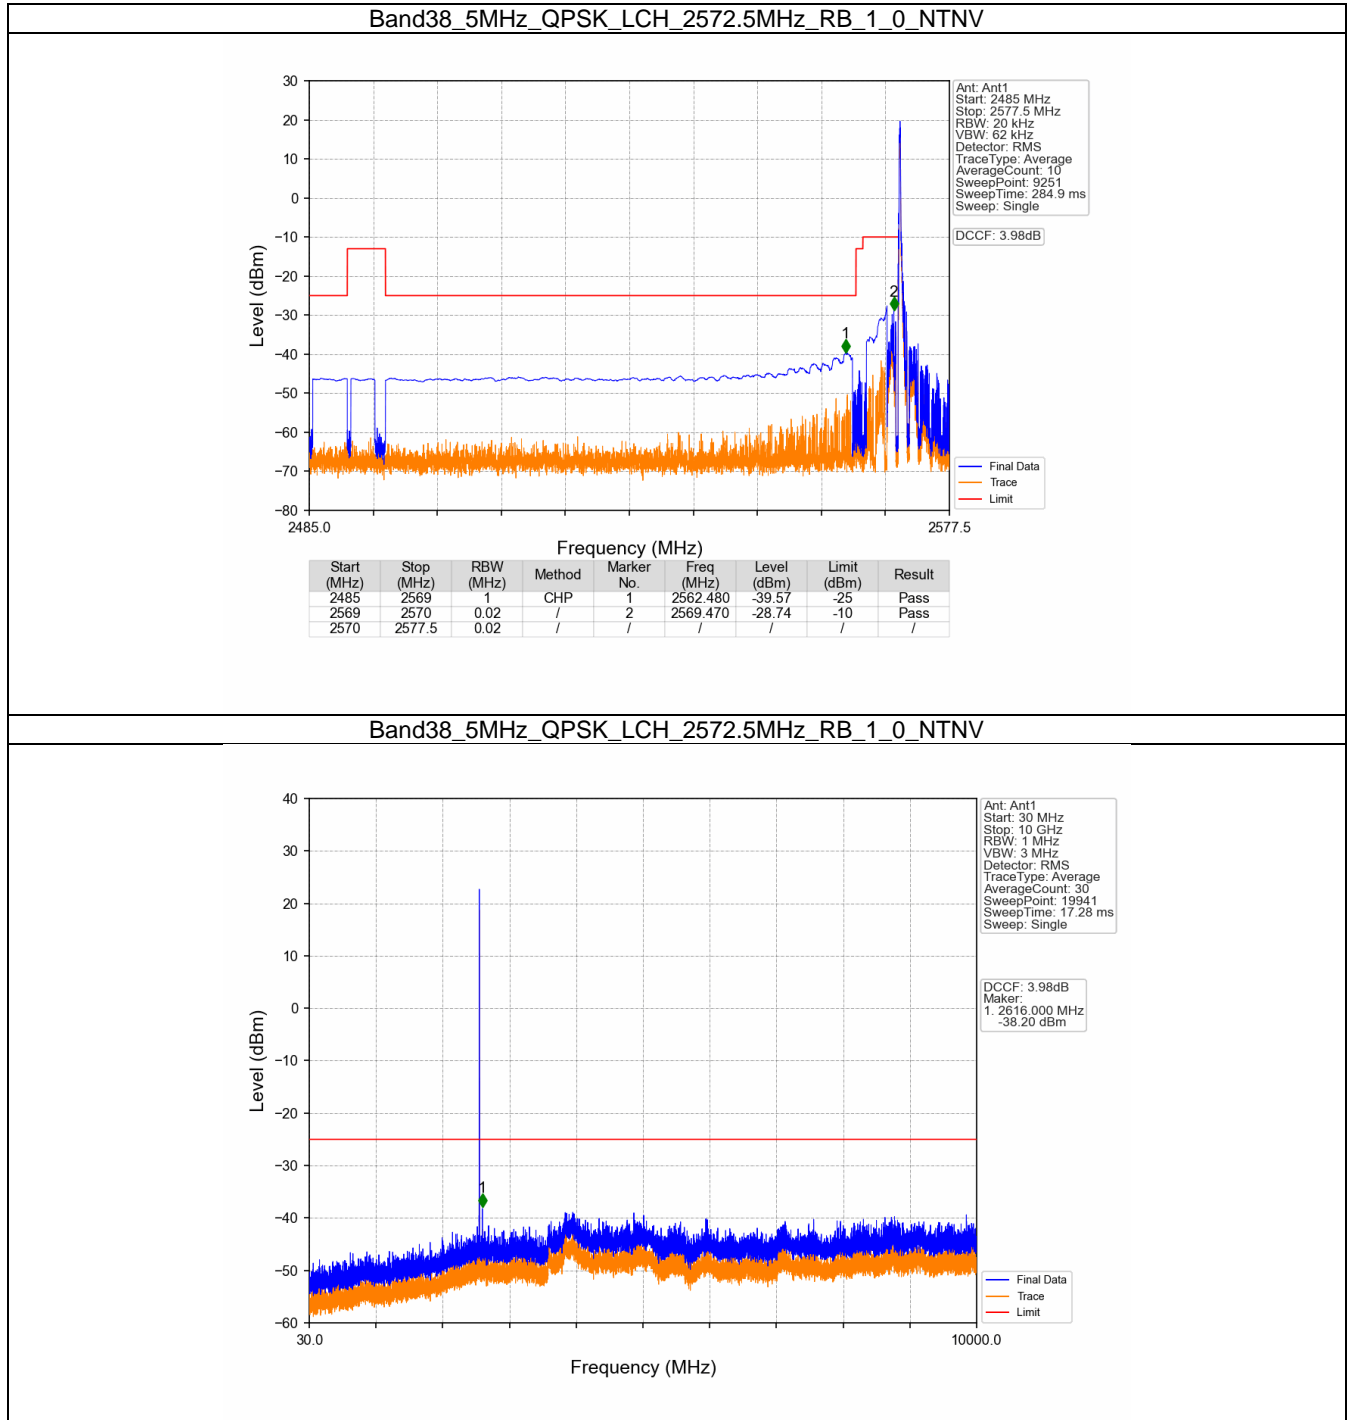 Band38_5MHz_QPSK_LCH_2572.5MHz_RB_1_0_NTNV
30
20
10
0
−10
−20
−30
−40
−50
−60
−70
−80
Level (dBm)
1
2
2485.0
2577.5
Frequency (MHz)
Ant: Ant1
Start: 2485 MHz
Stop: 2577.5 MHz
RBW: 20 kHz
VBW: 62 kHz
Detector: RMS
TraceType: Average
AverageCount: 10
SweepPoint: 9251
SweepTime: 284.9 ms
Sweep: Single
DCCF: 3.98dB
Final Data
Trace
Limit
Start (MHz) Stop (MHz) RBW (MHz) Method Marker No. Freq (MHz) Level (dBm) Limit (dBm) Result
2485 2569 1 CHP 1 2562.480 -39.57 -25 Pass
2569 2570 0.02 / 2 2569.470 -28.74 -10 Pass
2570 2577.5 0.02 / / / / / /
Band38_5MHz_QPSK_LCH_2572.5MHz_RB_1_0_NTNV
40
30
20
10
0
−10
−20
−30
−40
−50
−60
Level (dBm)
1
30.0
10000.0
Frequency (MHz)
Ant: Ant1
Start: 30 MHz
Stop: 10 GHz
RBW: 1 MHz
VBW: 3 MHz
Detector: RMS
TraceType: Average
AverageCount: 30
SweepPoint: 19941
SweepTime: 17.28 ms
Sweep: Single
DCCF: 3.98dB
Maker:
1. 2616.000 MHz
-38.20 dBm
Final Data
Trace
Limit